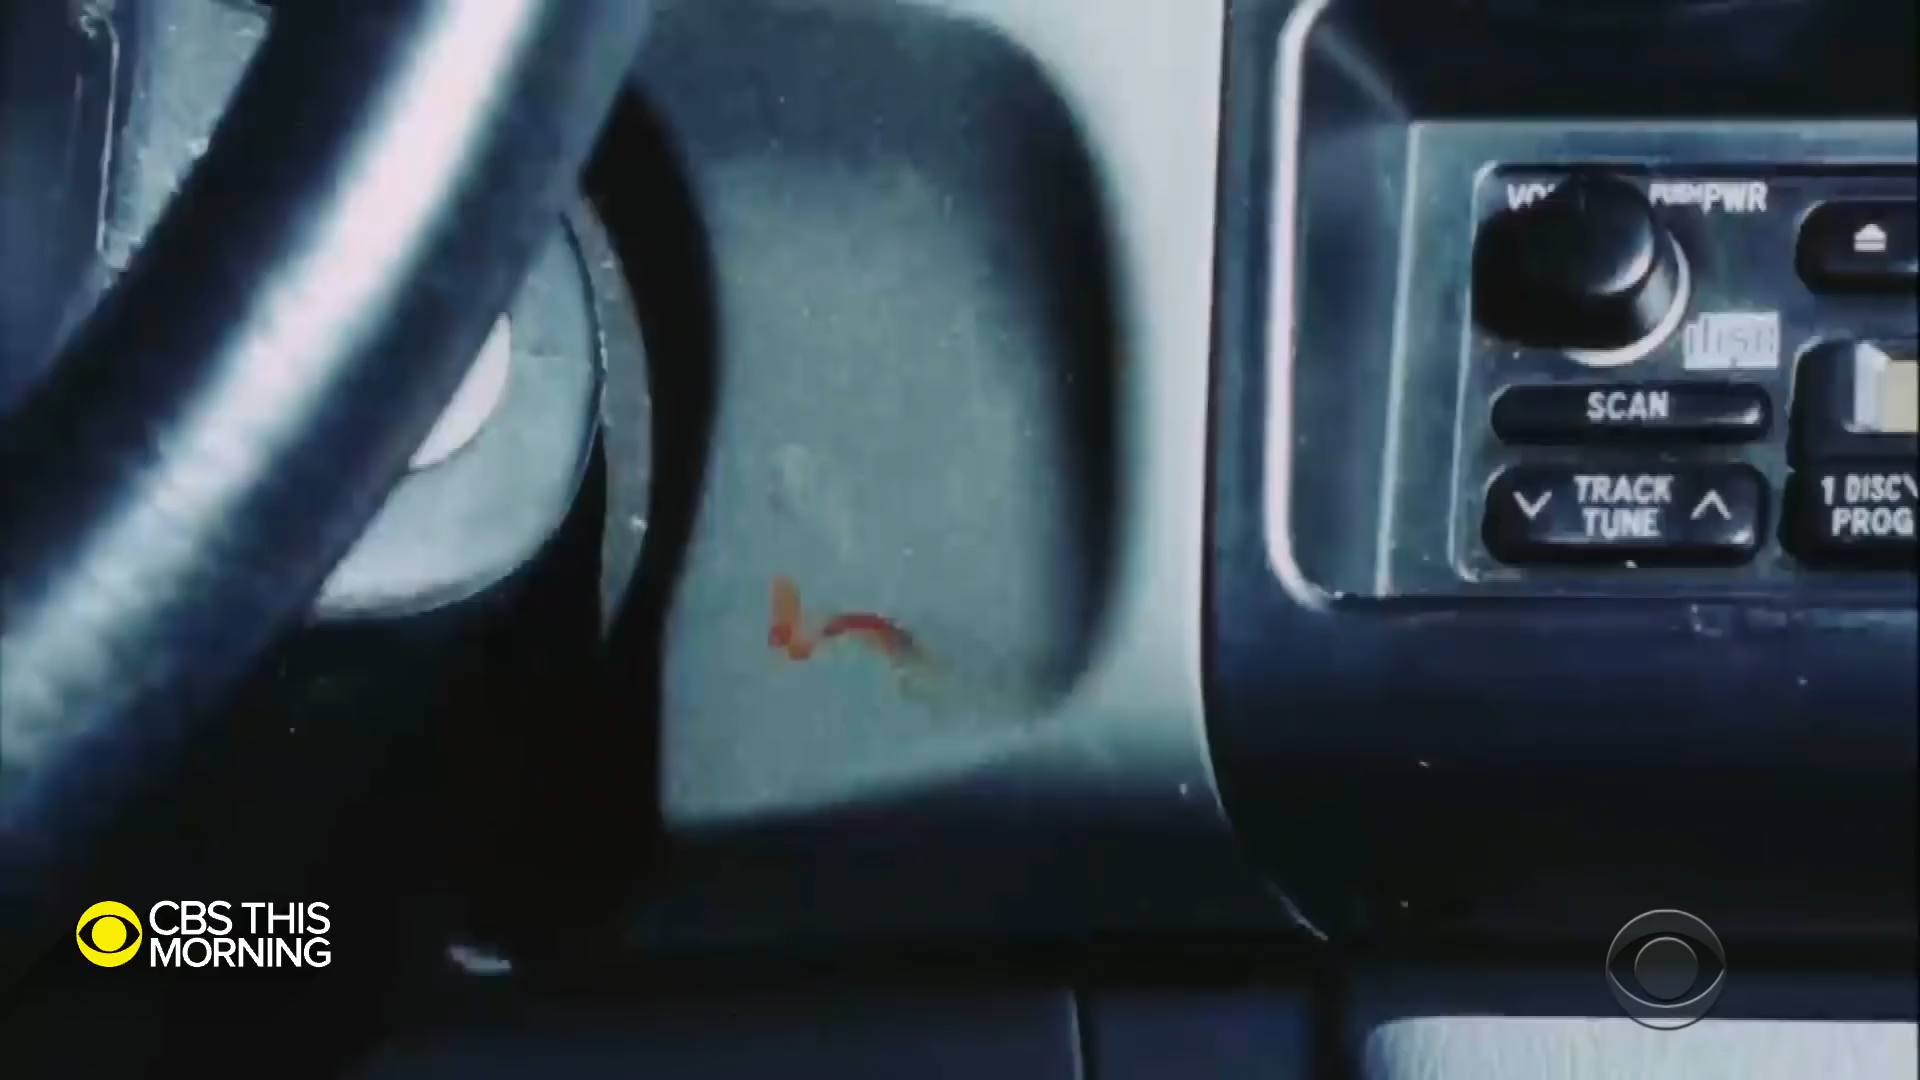 PWR
SCAN
TRACK
TUNE
1 DISC
PROG
CBS THIS
MORNING